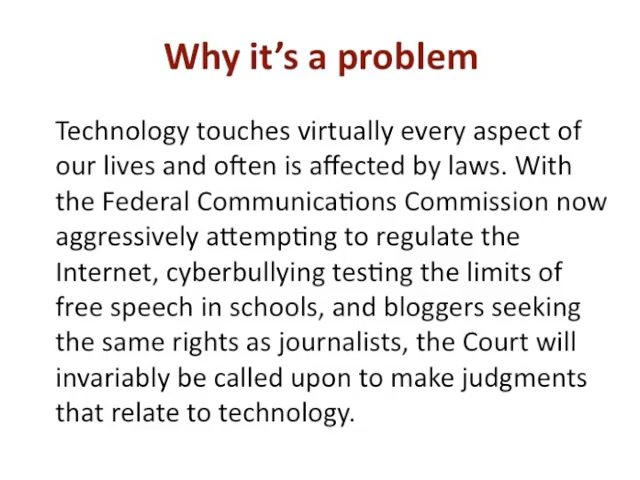 Why it’s a problem
Technology touches virtually every aspect of
our lives and often is affected by laws. With
the Federal Communications Commission now
aggressively attempting to regulate the
Internet, cyberbullying testing the limits of
free speech in schools, and bloggers seeking
the same rights as journalists, the Court will
invariably be called upon to make judgments
that relate to technology.